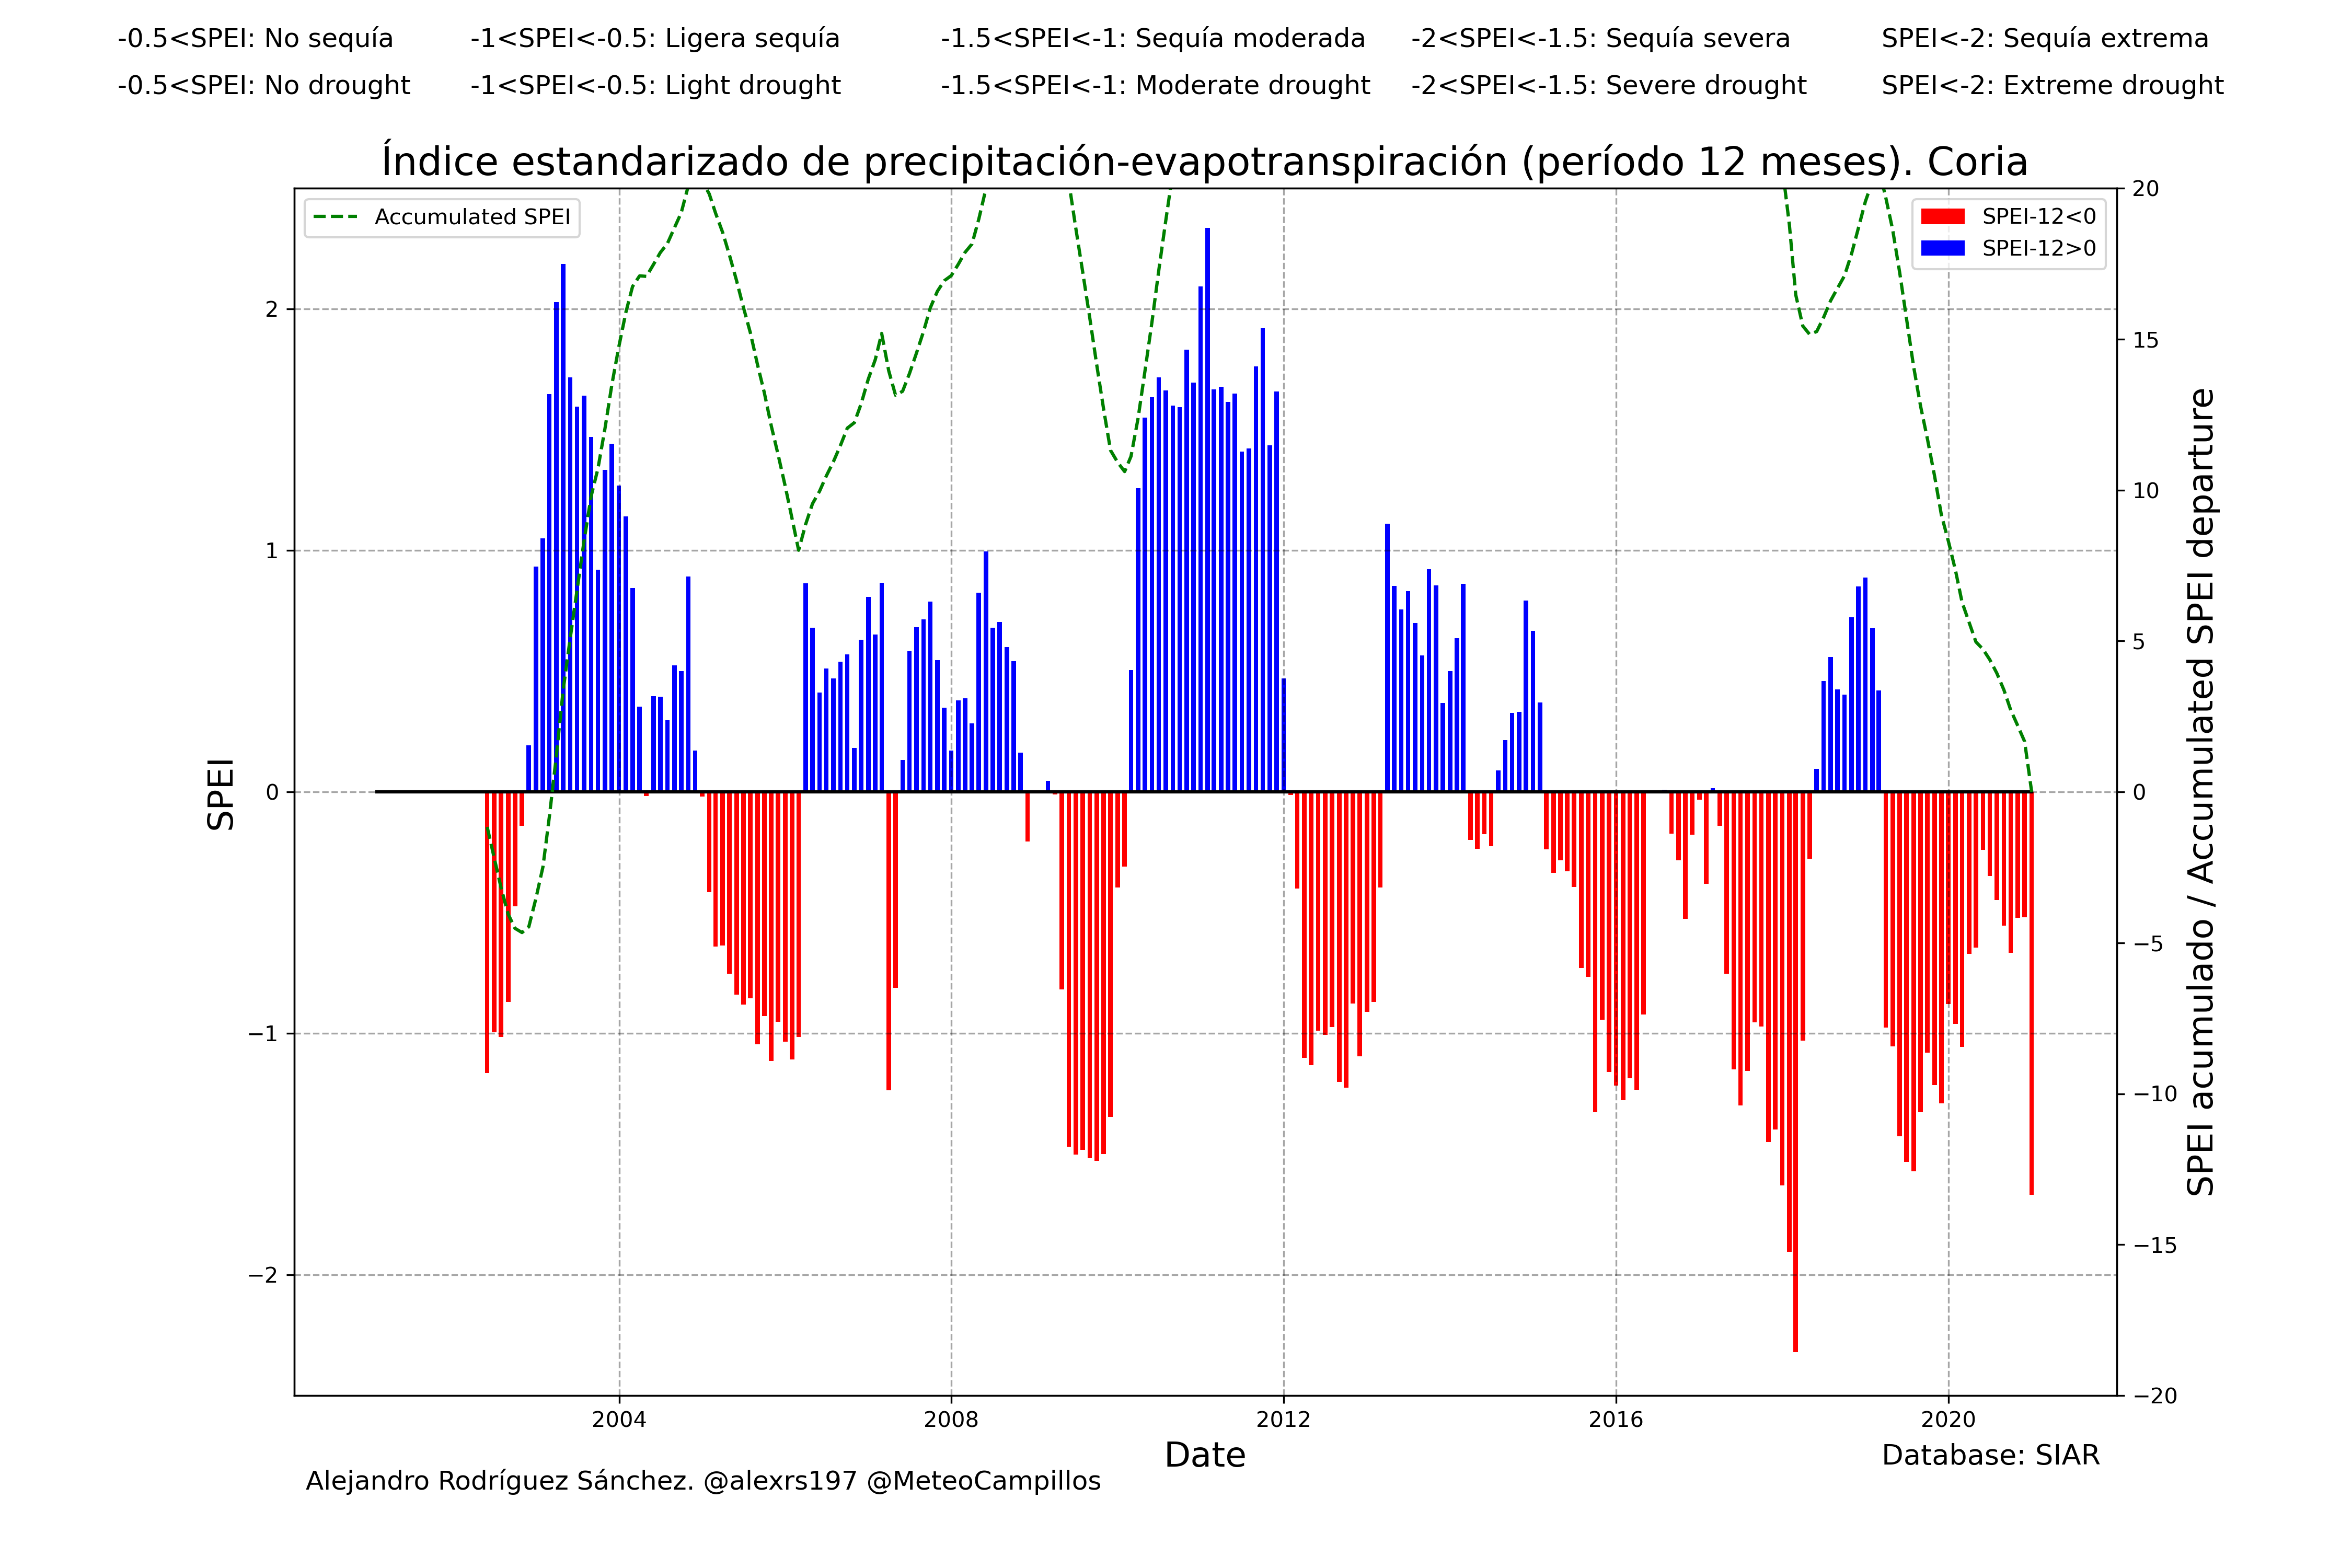 -0.5<SPEI: No sequía -1<SPEI<-0.5: Ligera sequía -1.5<SPEI<-1: Sequía moderada -2<SPEI<-1.5: Sequía severa SPEI<-2: Sequía extrema
-0.5<SPEI: No drought -1<SPEI<-0.5: Light drought -1.5<SPEI<-1: Moderate drought -2<SPEI<-1.5: Severe drought SPEI<-2: Extreme drought
Índice estandarizado de precipitación-evapotranspiración (período 12 meses). Coria
Accumulated SPEI
SPEI-12<0
SPEI-12>0
SPEI
2
1
0
−1
−2
20
15
10
5
0
−5
−10
−15
−20
SPEI acumulado / Accumulated SPEI departure
2004 2008 2012 2016 2020
Date
Database: SIAR
Alejandro Rodríguez Sánchez. @alexrs197 @MeteoCampillos